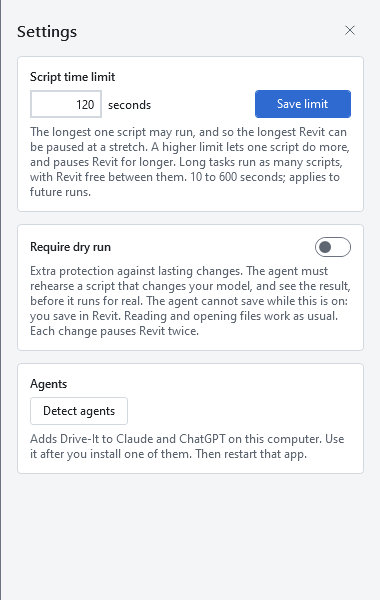 Settings
Script time limit
120 seconds Save limit
The longest one script may run, and so the longest Revit can
be paused at a stretch. A higher limit lets one script do more,
and pauses Revit for longer. Long tasks run as many scripts,
with Revit free between them. 10 to 600 seconds; applies to
future runs.
Require dry run
Extra protection against lasting changes. The agent must
rehearse a script that changes your model, and see the result,
before it runs for real. The agent cannot save while this is on:
you save in Revit. Reading and opening files work as usual.
Each change pauses Revit twice.
Agents
Detect agents
Adds Drive-It to Claude and ChatGPT on this computer. Use
it after you install one of them. Then restart that app.